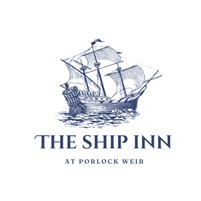 THE SHIP INN
AT PORLOCK WEIR